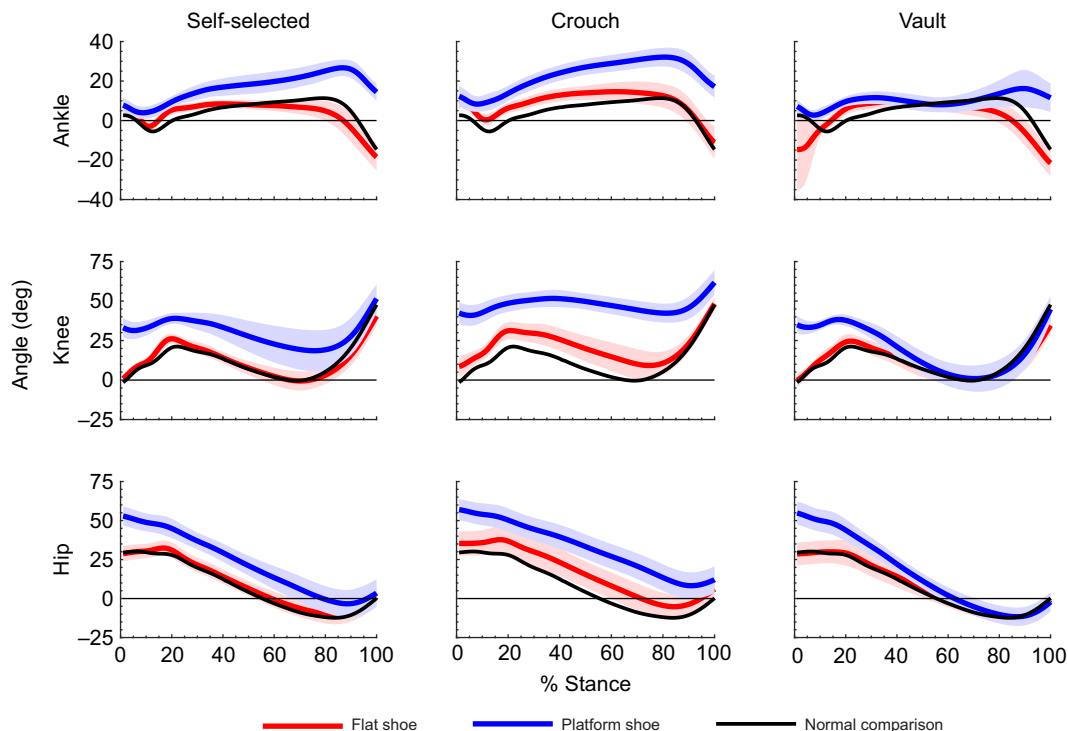 Self-selected Crouch Vault
40
20
0
–20
–40
Ankle
75
50
25
0
–25
Knee
Angle (deg)
75
50
25
0
–25
Hip
0 20 40 60 80 100 0 20 40 60 80 100 0 20 40 60 80 100
% Stance
Flat shoe Platform shoe Normal comparison